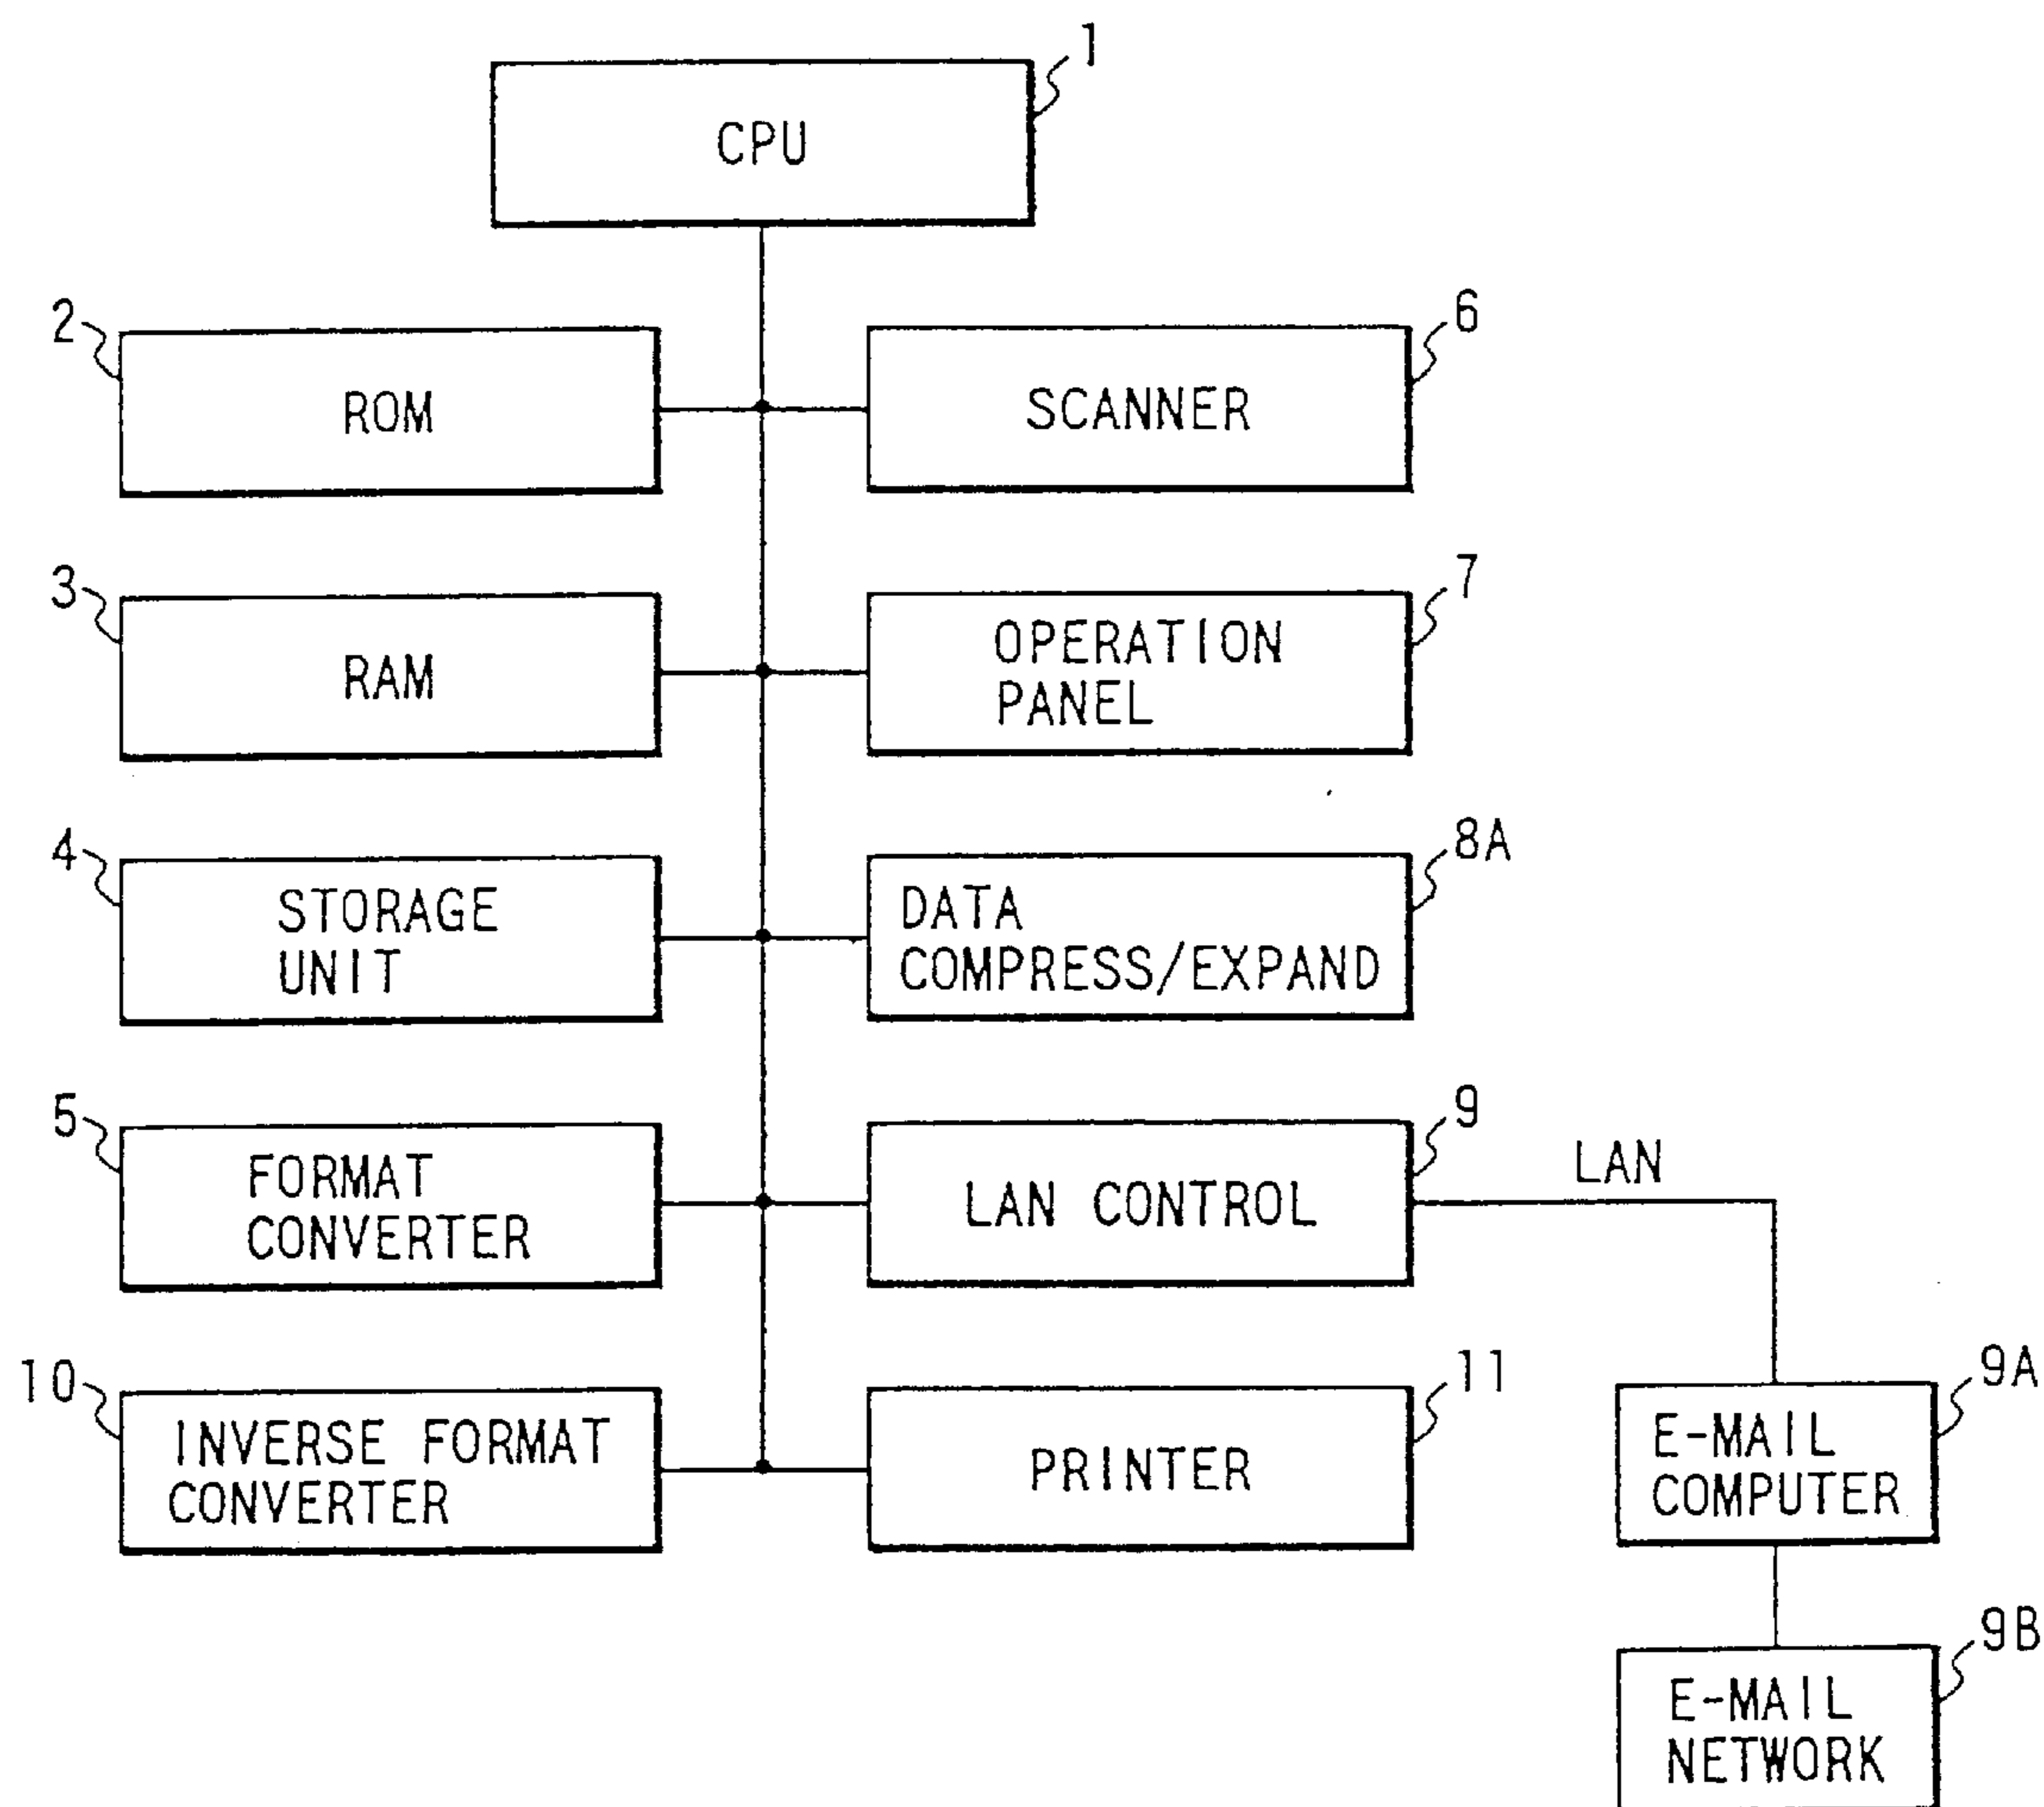 1
CPU
2
ROM
6
SCANNER
3
RAM
7
OPERATION
PANEL
4
STORAGE
UNIT
8A
DATA
COMPRESS/EXPAND
5
FORMAT
CONVERTER
9
LAN CONTROL
LAN
10
INVERSE FORMAT
CONVERTER
11
PRINTER
9A
E-MAIL
COMPUTER
9B
E-MAIL
NETWORK